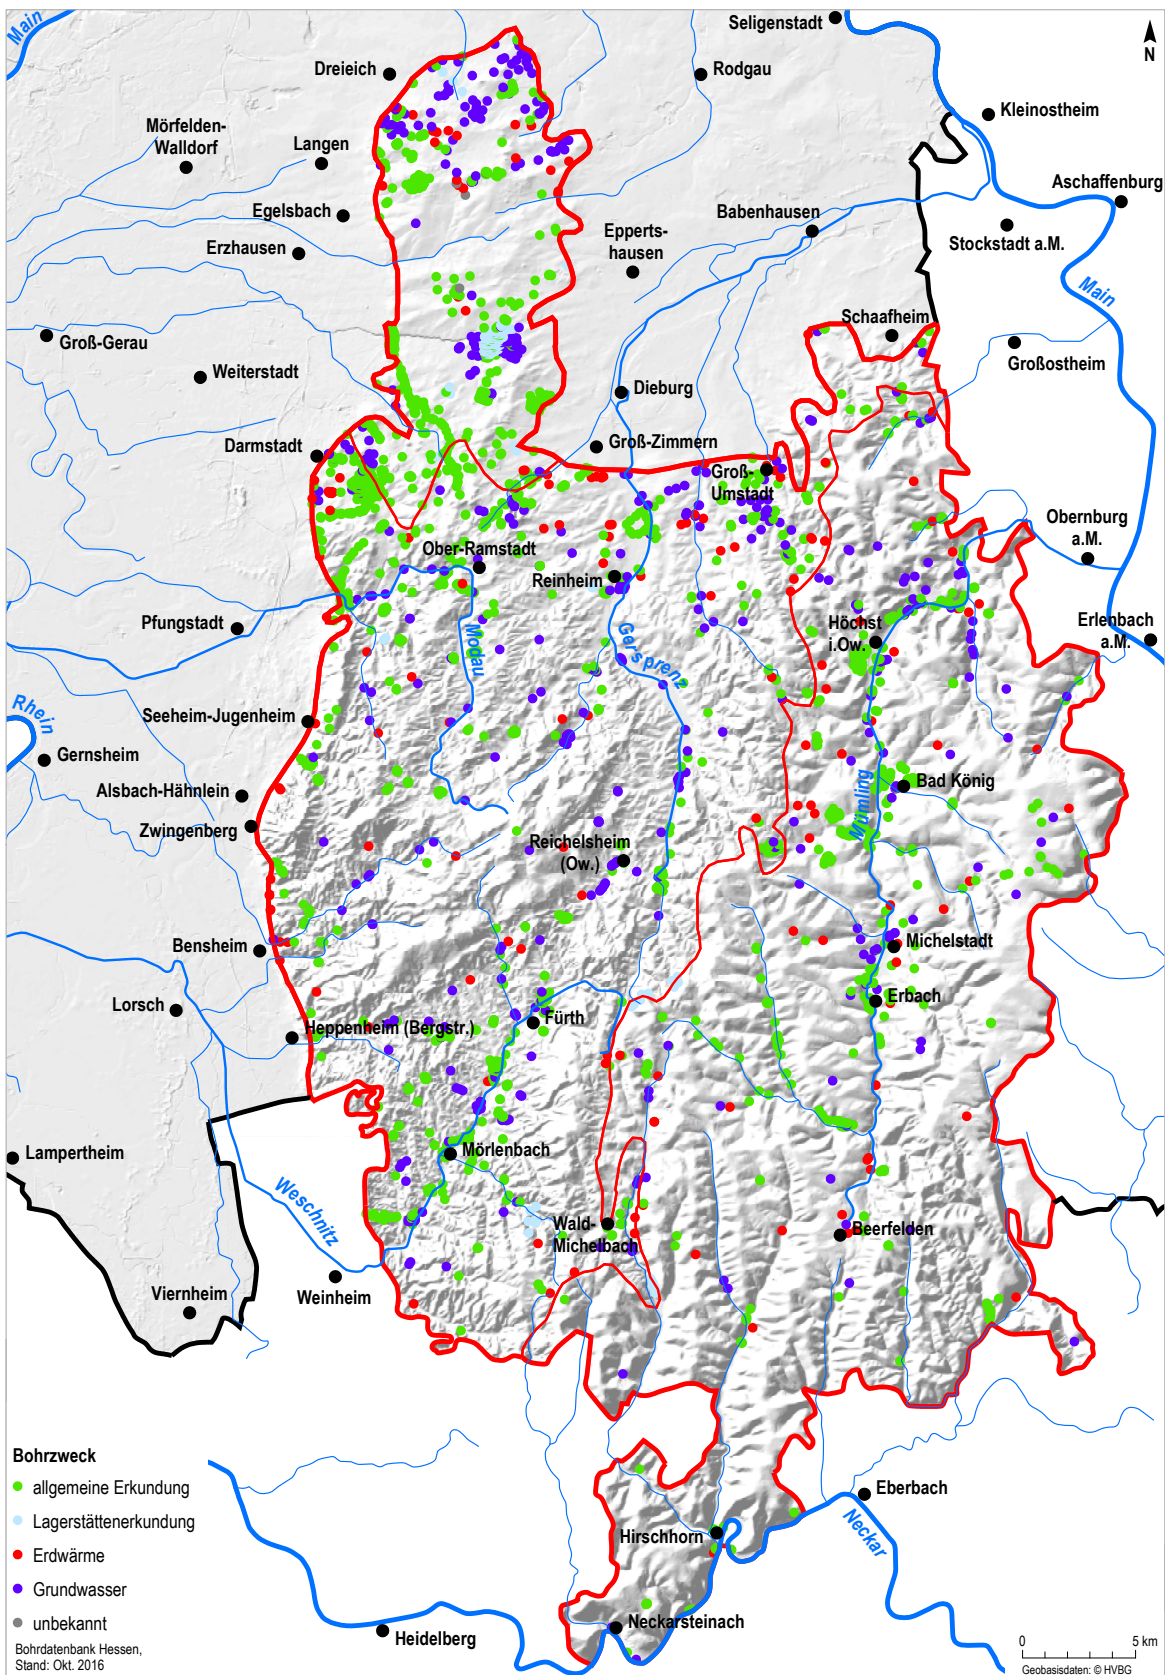 Main
Seligenstadt
N
Dreieich
Rodgau
Kleinostheim
Mörfelden-
Walldorf
Langen
Aschaffenburg
Egelsbach
Babenhausen
Epperts-
hausen
Stockstadt a.M.
Erzhausen
Main
Schaafheim
Groß-Gerau
Großostheim
Weiterstadt
Dieburg
Darmstadt
Groß-Zimmern
Groß-
Umstadt
Obernburg
a.M.
Ober-Ramstadt
Reinheim
Pfungstadt
Modau
Gersprenz
Höchst
i.Ow.
Erlenbach
a.M.
Rhein
Seeheim-Jugenheim
Gernsheim
Alsbach-Hähnlein
Bad König
Mümling
Zwingenberg
Reichelsheim
(Ow.)
Bensheim
Michelstadt
Lorsch
Erbach
Fürth
Heppenheim (Bergstr.)
Lampertheim
Mörlenbach
Weschnitz
Wald-
Michelbach
Beerfelden
Viernheim
Weinheim
Bohrzweck
allgemeine Erkundung
Lagerstättenerkundung
Erdwärme
Grundwasser
unbekannt
Bohrdatenbank Hessen,
Stand: Okt. 2016
Eberbach
Neckar
Hirschhorn
Neckarsteinach
Heidelberg
0 5 km
Geobasisdaten: © HVBG